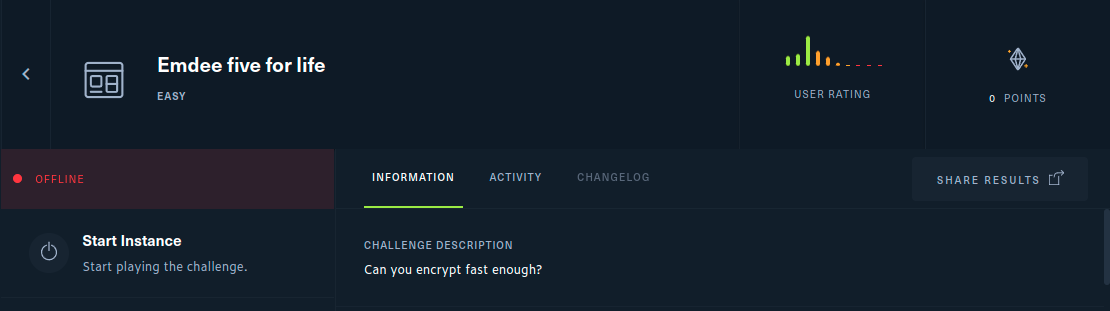 Emdee five for life
EASY
USER RATING
0 POINTS
OFFLINE
INFORMATION
ACTIVITY
CHANGELOG
SHARE RESULTS
Start Instance
Start playing the challenge.
CHALLENGE DESCRIPTION
Can you encrypt fast enough?